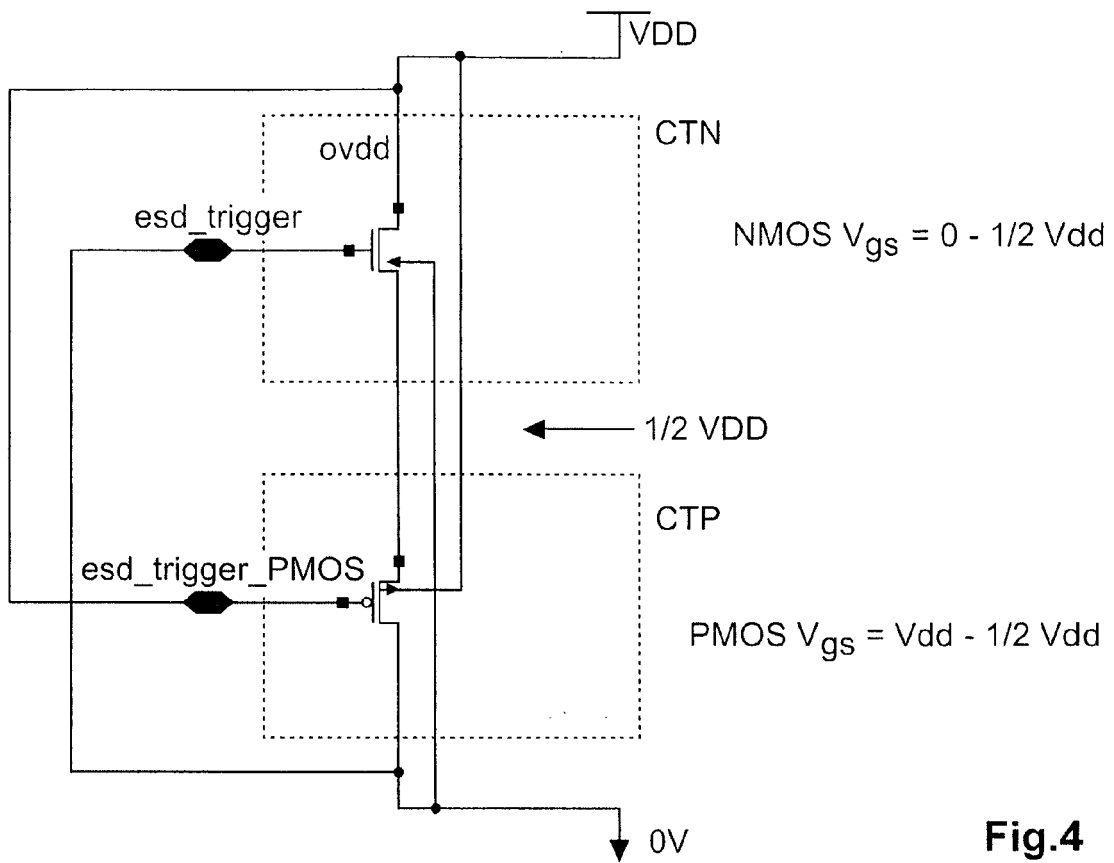 VDD
CTN
ovdd
esd_trigger
NMOS Vgs = 0 - 1/2 Vdd
1/2 VDD
CTP
esd_trigger_PMOS
PMOS Vgs = Vdd - 1/2 Vdd
0V
Fig.4